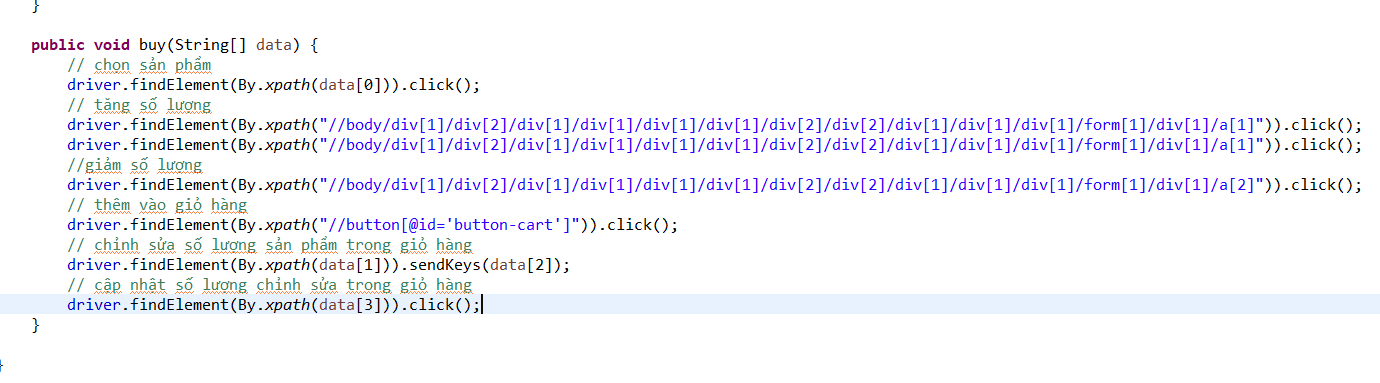 }
public void buy(String[] data) {
// chọn sản phẩm
driver.findElement(By.xpath(data[0])).click();
// tăng số lượng
driver.findElement(By.xpath("//body/div[1]/div[2]/div[1]/div[1]/div[1]/div[1]/div[2]/div[2]/div[1]/div[1]/div[1]/form[1]/div[1]/a[1]")).click();
driver.findElement(By.xpath("//body/div[1]/div[2]/div[1]/div[1]/div[1]/div[1]/div[2]/div[2]/div[1]/div[1]/div[1]/form[1]/div[1]/a[1]")).click();
//giảm số lượng
driver.findElement(By.xpath("//body/div[1]/div[2]/div[1]/div[1]/div[1]/div[1]/div[2]/div[2]/div[1]/div[1]/div[1]/form[1]/div[1]/a[2]")).click();
// thêm vào giỏ hàng
driver.findElement(By.xpath("//button[@id='button-cart']")).click();
// chỉnh sửa số lượng sản phẩm trong giỏ hàng
driver.findElement(By.xpath(data[1])).sendKeys(data[2]);
// cập nhật số lượng chỉnh sửa trong giỏ hàng
driver.findElement(By.xpath(data[3])).click();
}
}